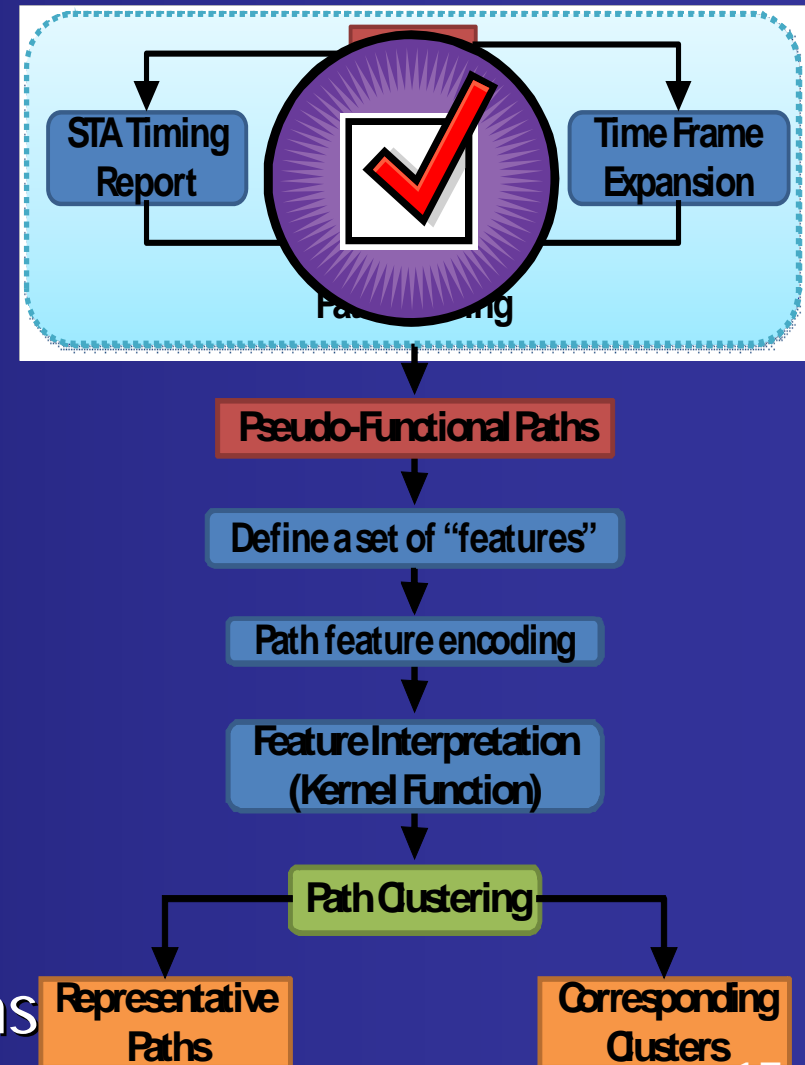 STA Timing
Report
Time Frame
Expansion
Pseudo-Functional Paths
Define a set of “features”
Path feature encoding
Feature Interpretation
(Kernel Function)
Path Clustering
Representative
Paths
Corresponding
Clusters